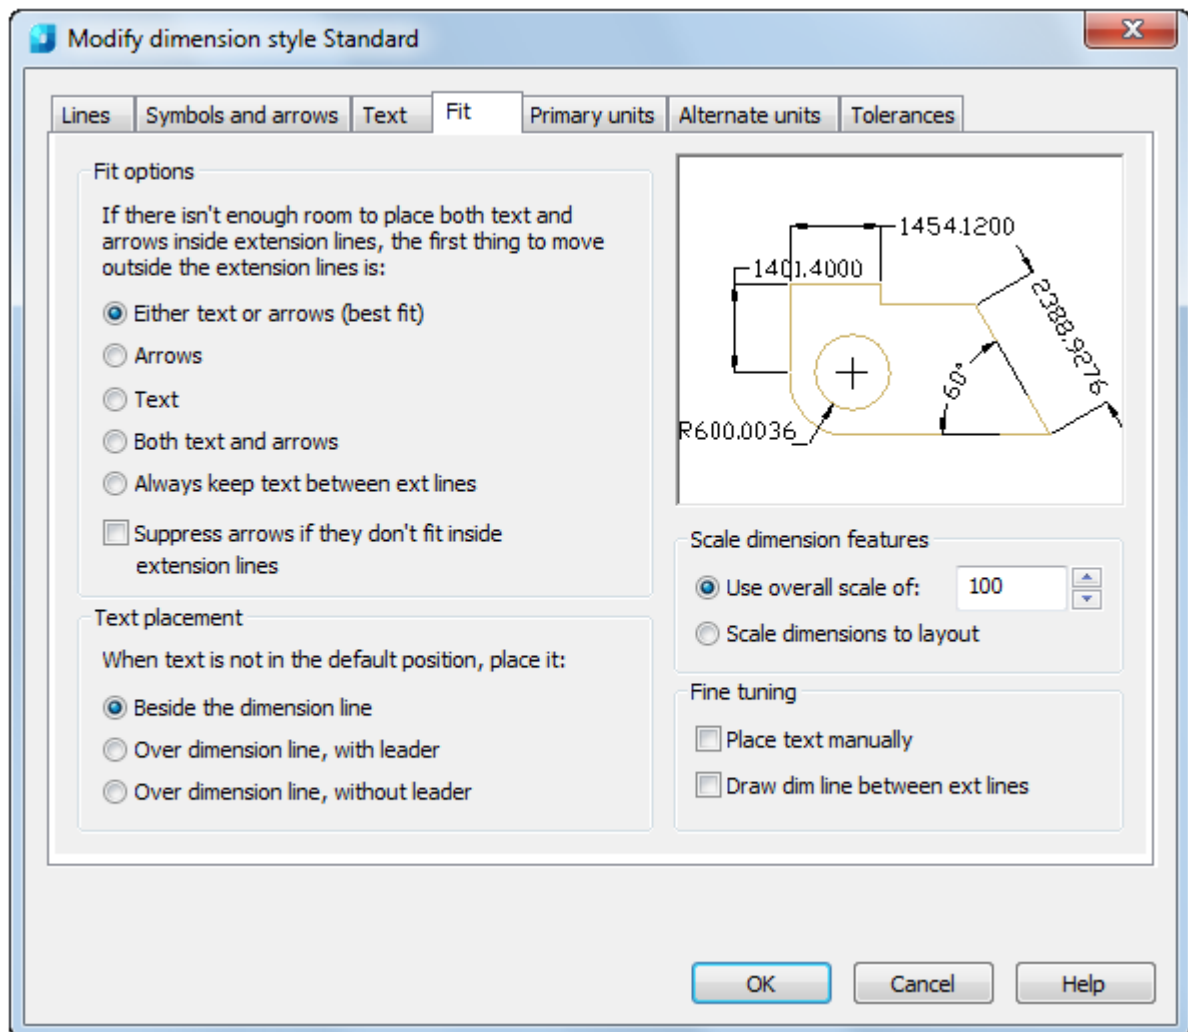 Modify dimension style Standard
Lines
Symbols and arrows
Text
Fit
Primary units
Alternate units
Tolerances
Fit options
If there isn't enough room to place both text and
arrows inside extension lines, the first thing to move
outside the extension lines is:
Either text or arrows (best fit)
Arrows
Text
Both text and arrows
Always keep text between ext lines
Suppress arrows if they don't fit inside
extension lines
Text placement
When text is not in the default position, place it:
Beside the dimension line
Over dimension line, with leader
Over dimension line, without leader
1454.1200
1401.4000
2388.9276
60°
R600.0036
Scale dimension features
Use overall scale of:
100
Scale dimensions to layout
Fine tuning
Place text manually
Draw dim line between ext lines
OK
Cancel
Help